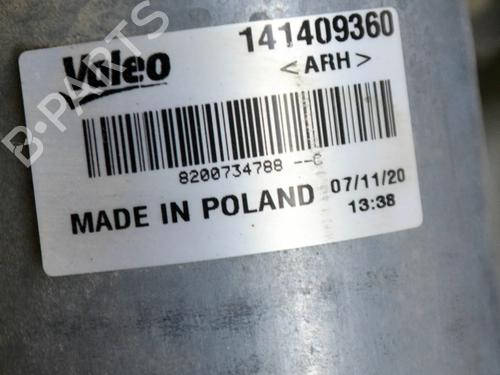 B-PARTS
Valeo
141409360
<ARH>
8200734788 --C
MADE IN POLAND
07/11/20
13:38